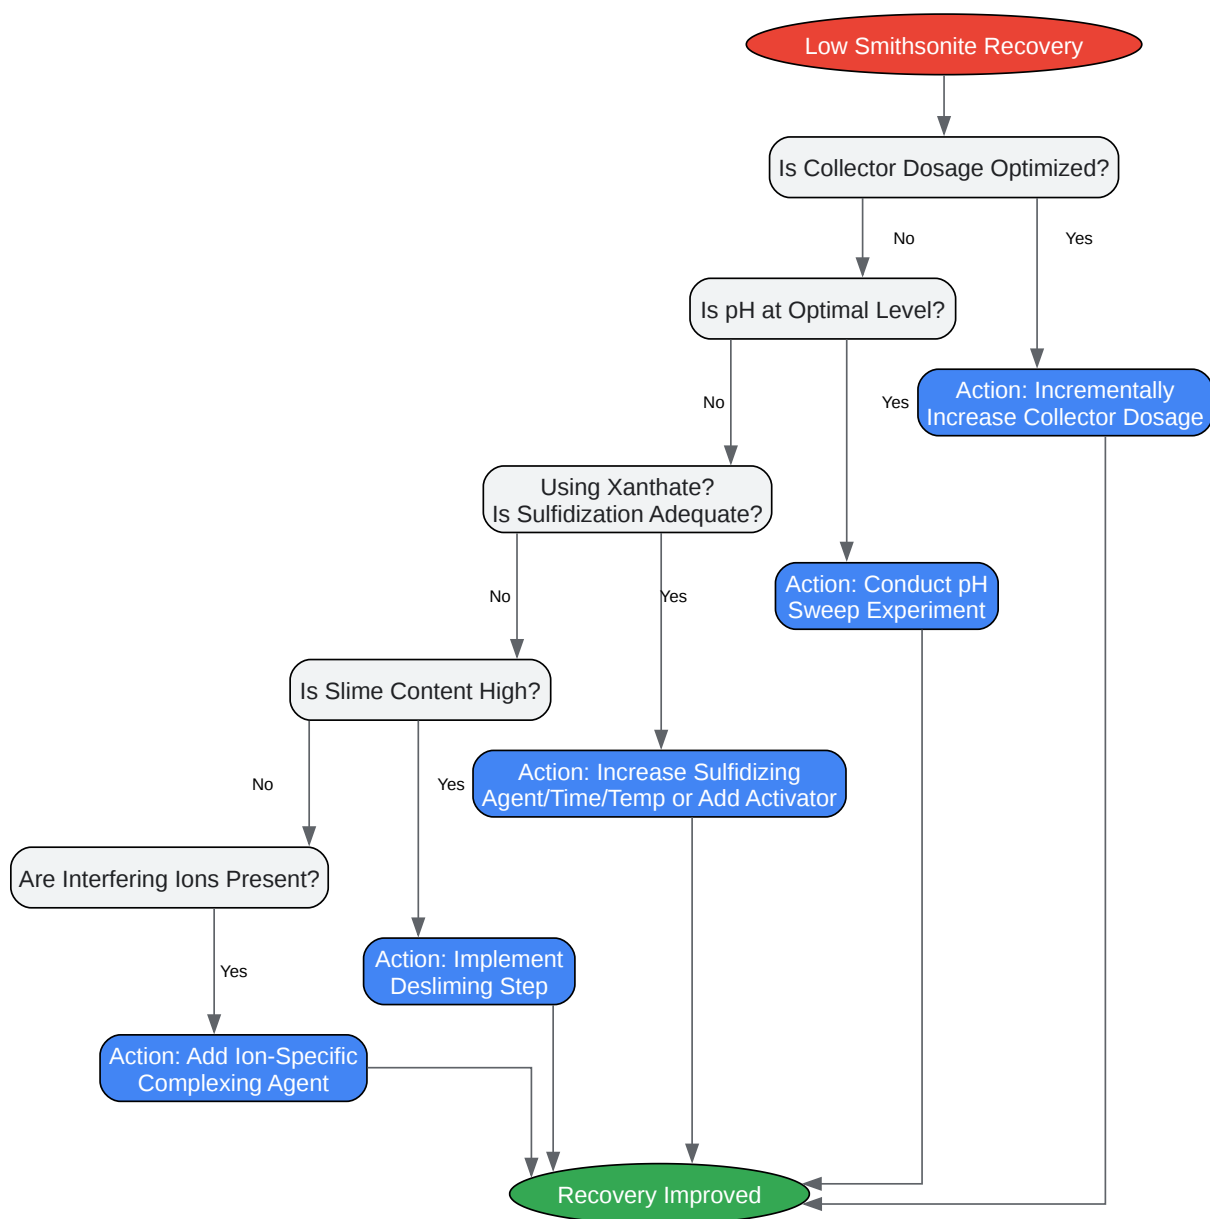 Low Smithsonite Recovery
Is Collector Dosage Optimized?
No
Yes
Is pH at Optimal Level?
No
Yes
Action: Incrementally
Increase Collector Dosage
Using Xanthate?
Is Sulfidization Adequate?
Action: Conduct pH
Sweep Experiment
No
Yes
Is Slime Content High?
Action: Increase Sulfidizing
Agent/Time/Temp or Add Activator
No
Yes
Are Interfering Ions Present?
Action: Implement
Desliming Step
Yes
Action: Add Ion-Specific
Complexing Agent
Recovery Improved